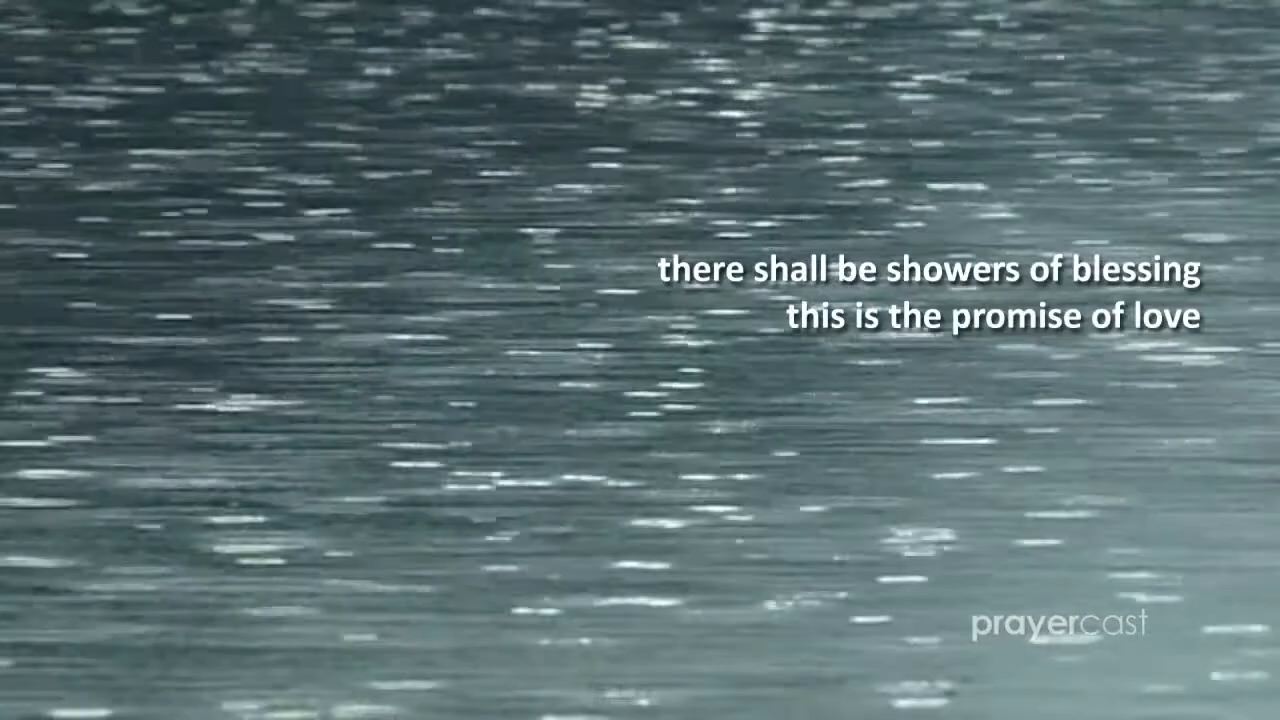 there shall be showers of blessing
this is the promise of love
prayercast